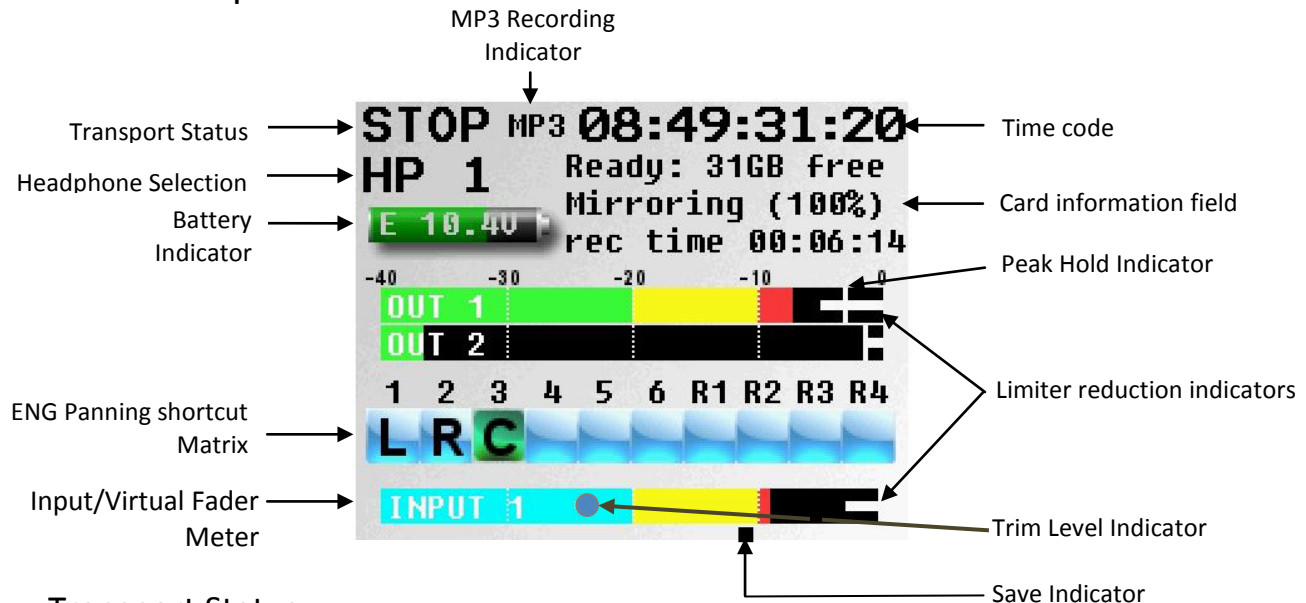 MP3 Recording
Indicator
Transport Status
STOP MP3 08:49:31:20
Time code
Headphone Selection
HP 1
Ready: 31GB free
Battery
Indicator
E 10.4V
Mirroring (100%)
rec time 00:06:14
Card information field
Peak Hold Indicator
-40 -30 -20 -10 0
OUT 1
OUT 2
Limiter reduction indicators
1 2 3 4 5 6 R1 R2 R3 R4
ENG Panning shortcut
Matrix
L R C
Input/Virtual Fader
Meter
INPUT 1
Trim Level Indicator
Save Indicator